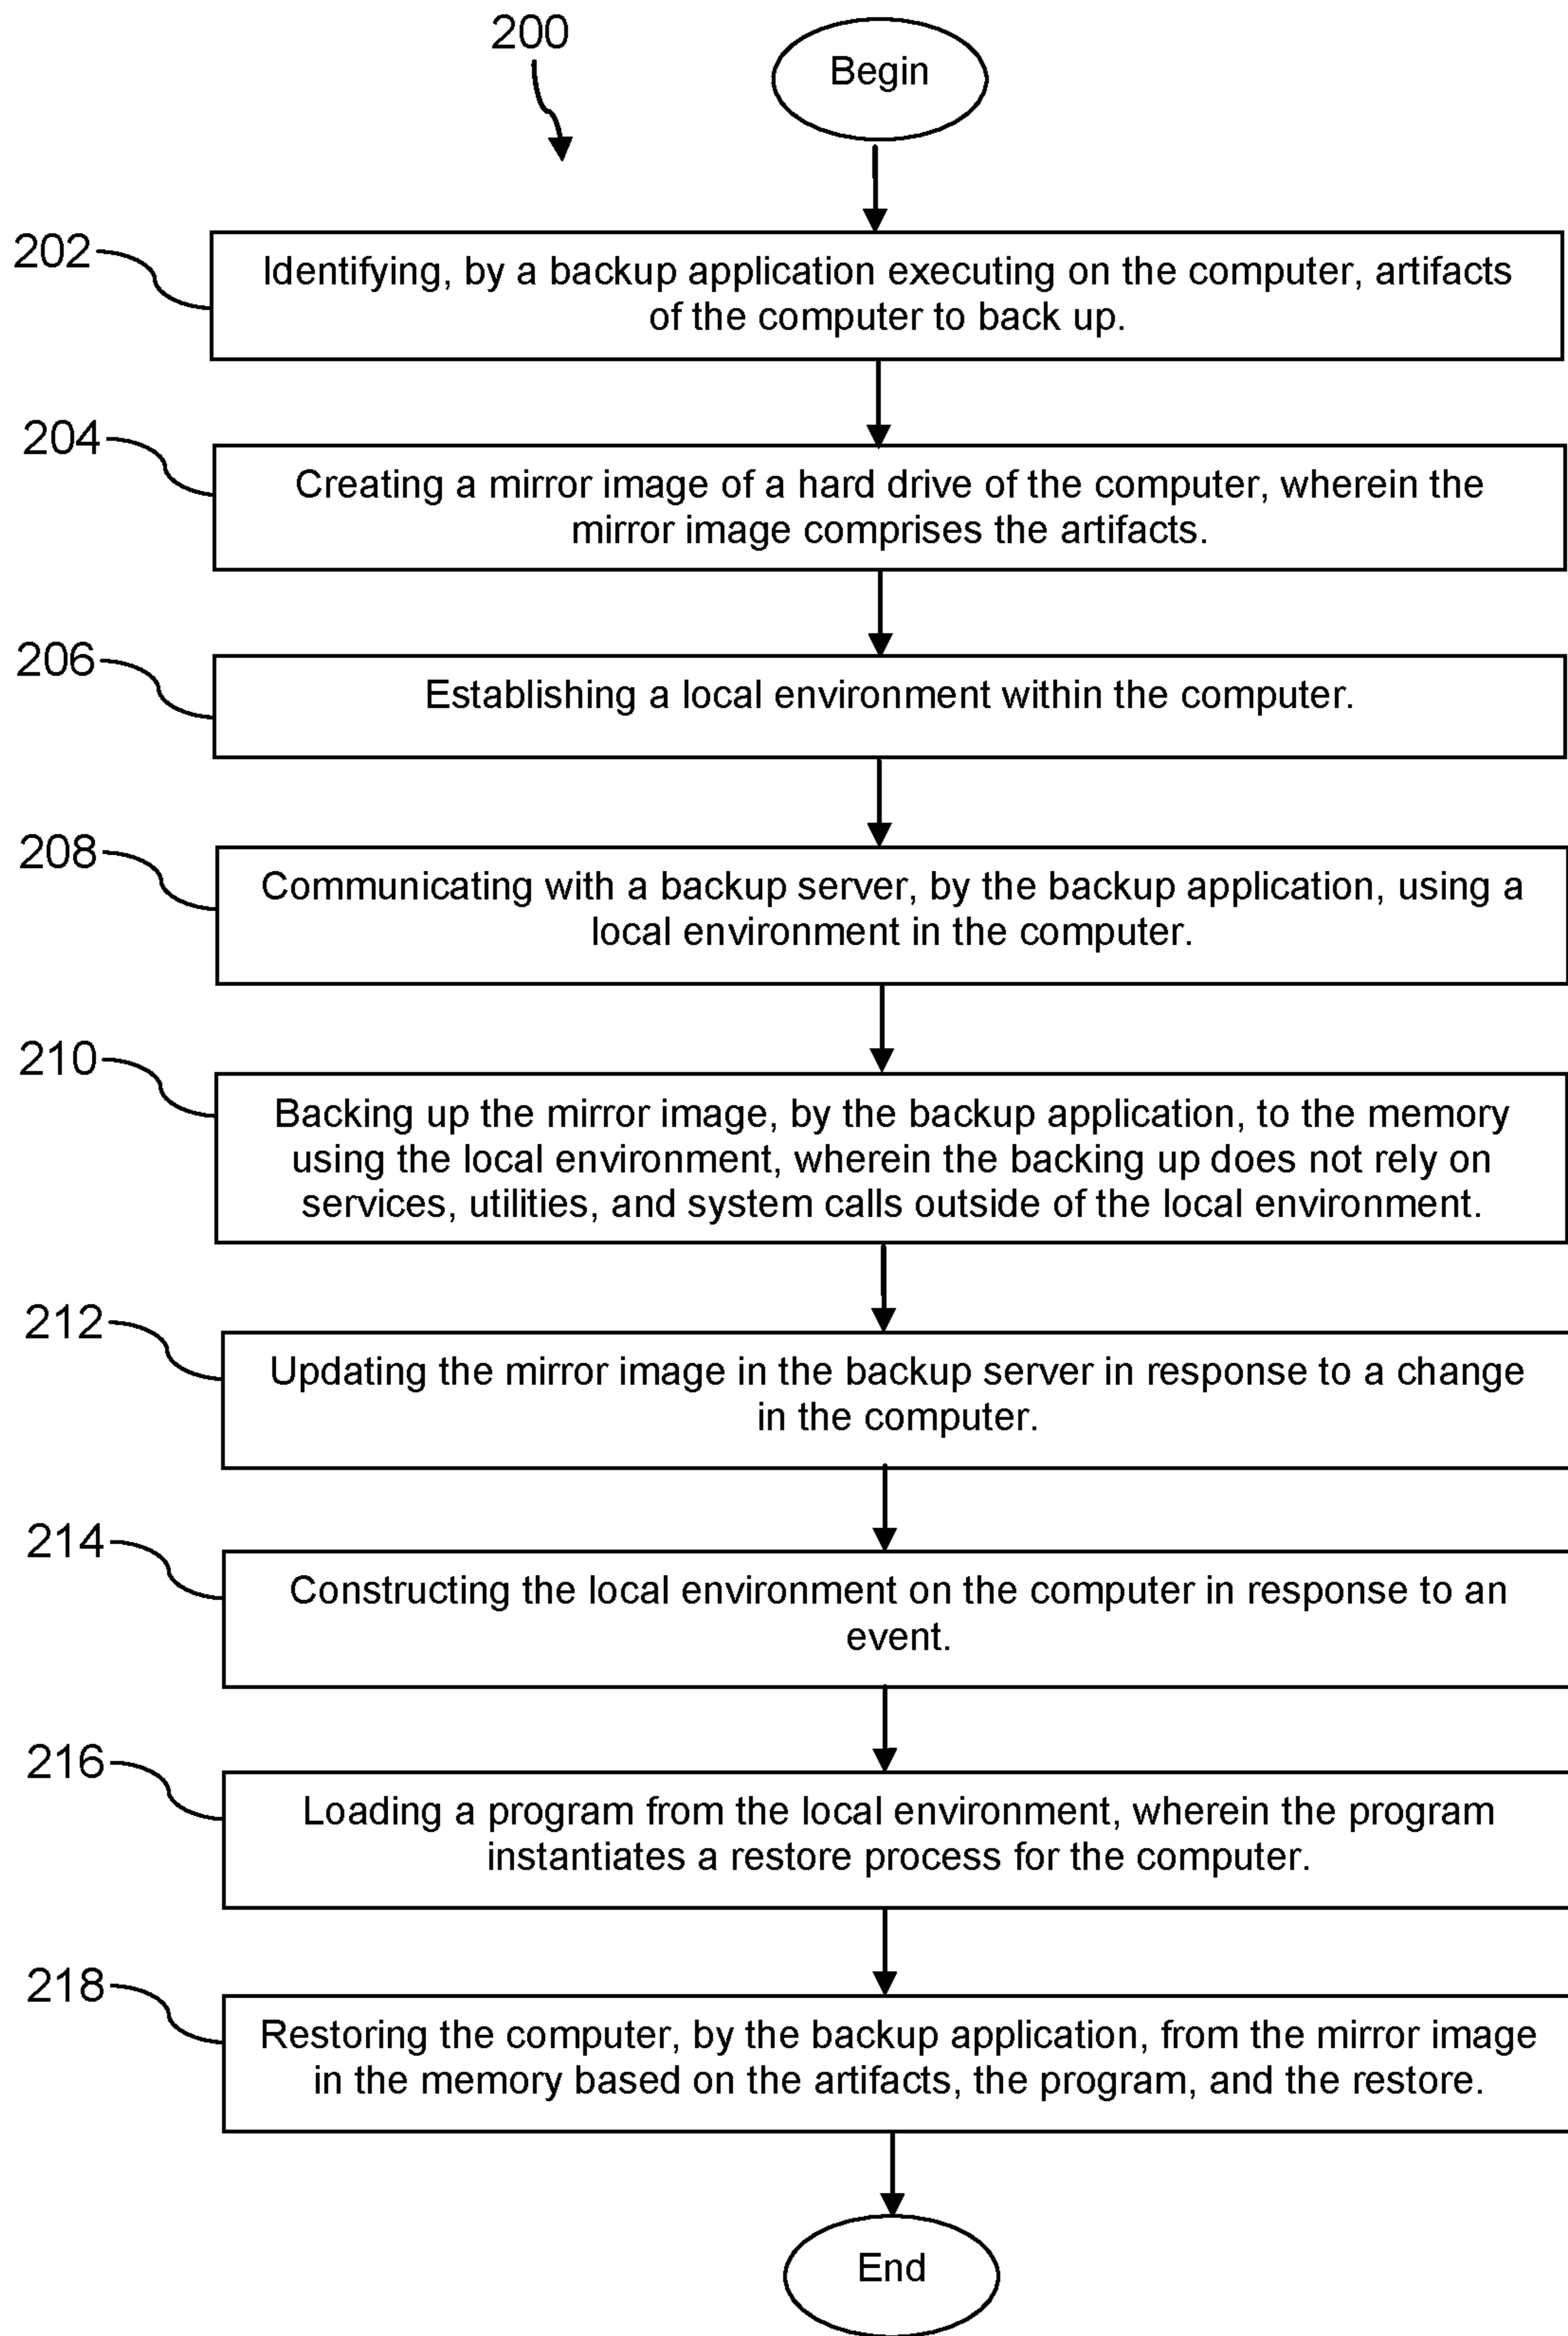 200
Begin
202
Identifying, by a backup application executing on the computer, artifacts
of the computer to back up.
204
Creating a mirror image of a hard drive of the computer, wherein the
mirror image comprises the artifacts.
206
Establishing a local environment within the computer.
208
Communicating with a backup server, by the backup application, using a
local environment in the computer.
210
Backing up the mirror image, by the backup application, to the memory
using the local environment, wherein the backing up does not rely on
services, utilities, and system calls outside of the local environment.
212
Updating the mirror image in the backup server in response to a change
in the computer.
214
Constructing the local environment on the computer in response to an
event.
216
Loading a program from the local environment, wherein the program
instantiates a restore process for the computer.
218
Restoring the computer, by the backup application, from the mirror image
in the memory based on the artifacts, the program, and the restore.
End